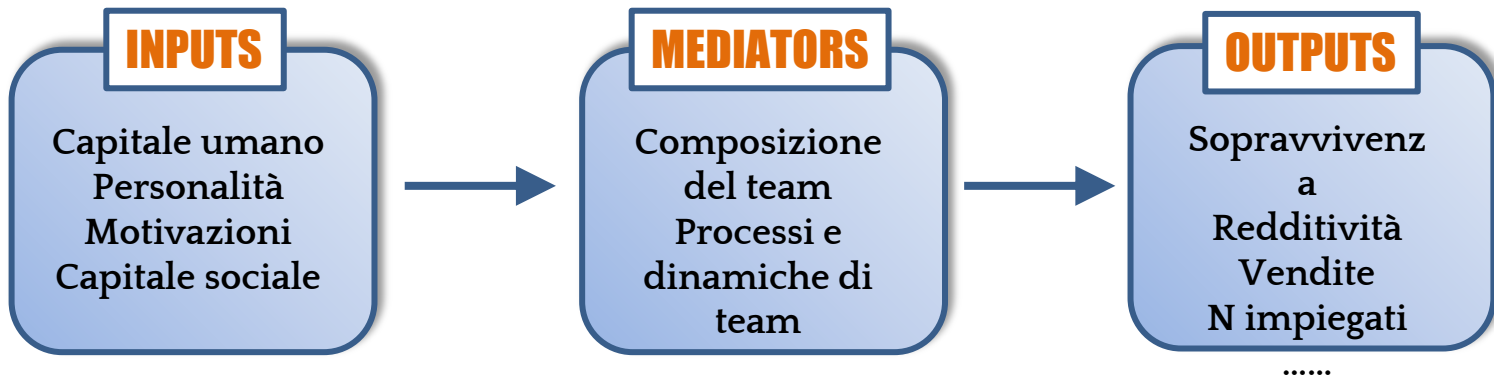 INPUTS
Capitale umano
Personalità
Motivazioni
Capitale sociale
MEDIATORS
Composizione
del team
Processi e
dinamiche di
team
OUTPUTS
Sopravvivenz
a
Redditività
Vendite
N impiegati
......